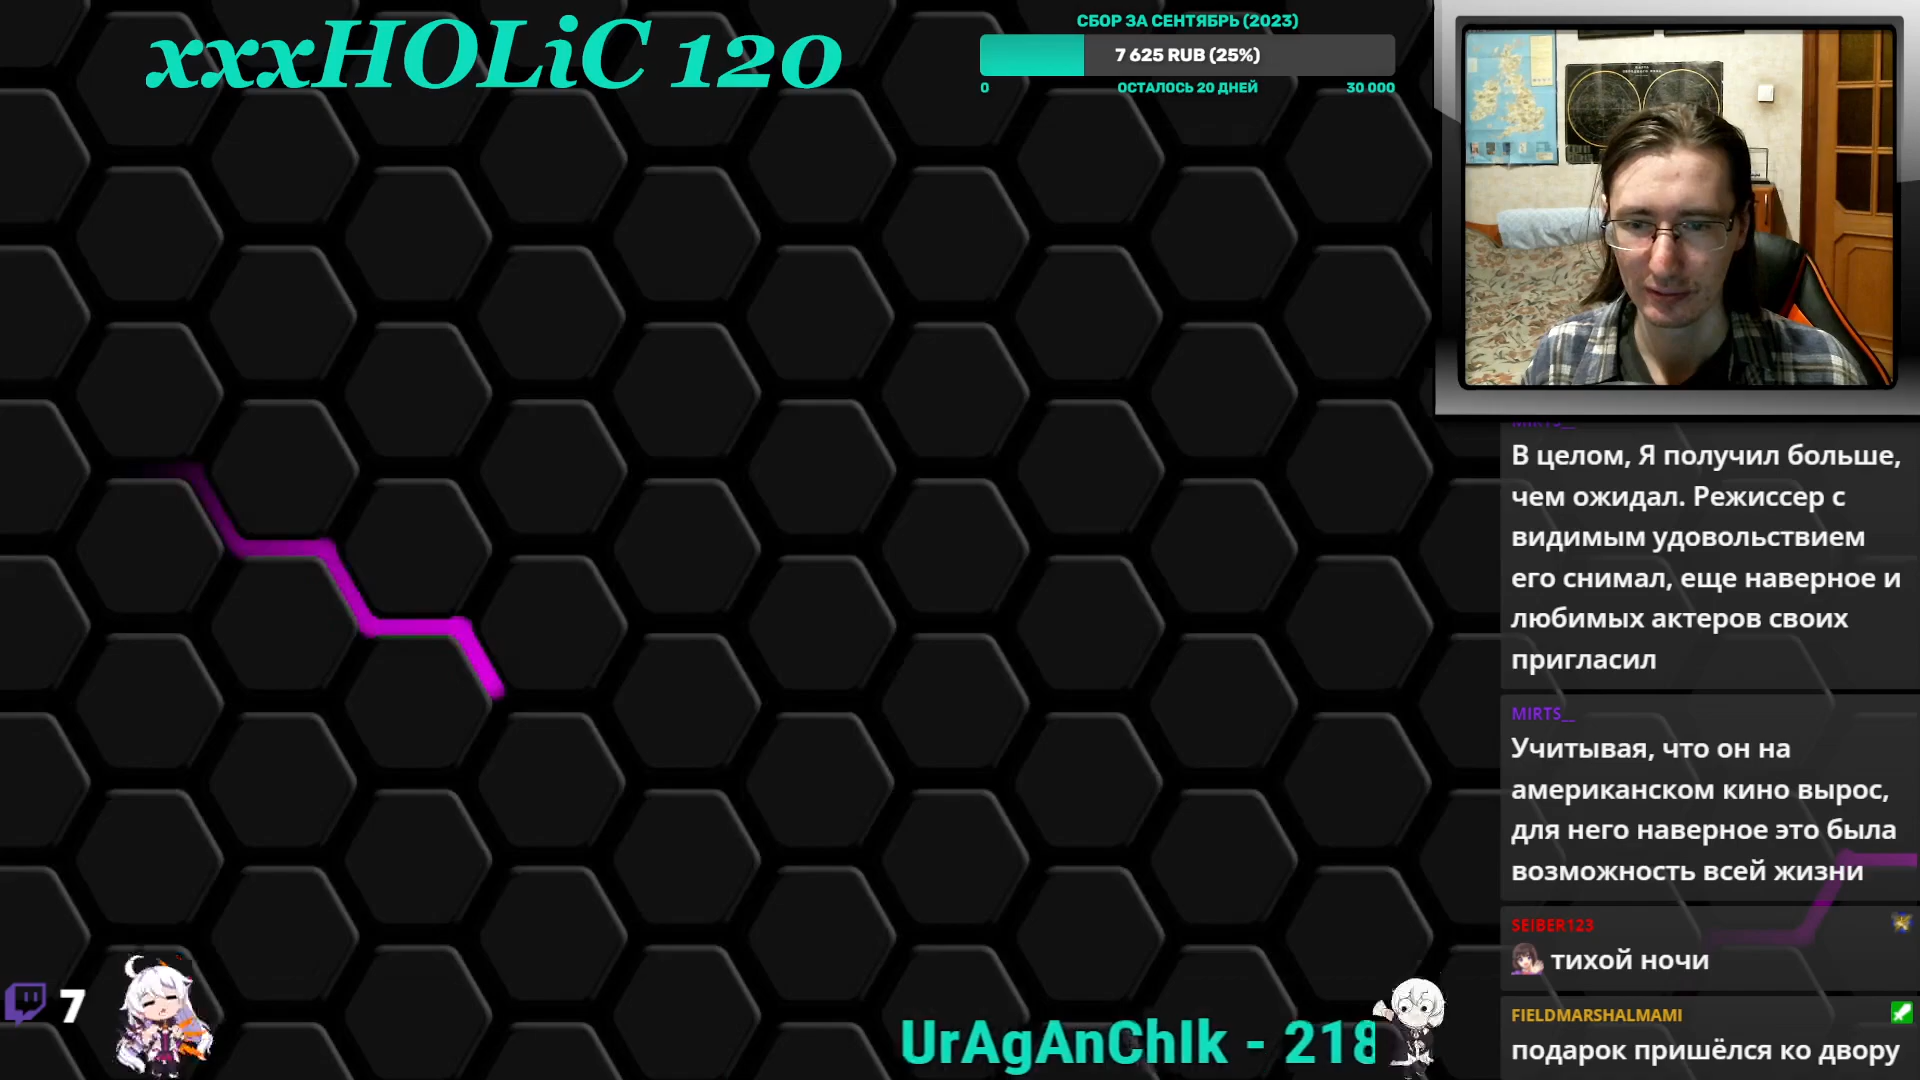 xxxHOLiC 120
СБОР ЗА СЕНТЯБРЬ (2023)
7 625 RUB (25%)
0
ОСТАЛОСЬ 20 ДНЕЙ
30 000
MIRTS__
В целом, Я получил больше,
чем ожидал. Режиссер с
видимым удовольствием
его снимал, еще наверное и
любимых актеров своих
пригласил
MIRTS__
Учитывая, что он на
американском кино вырос,
для него наверное это была
возможность всей жизни
SEIBER123
тихой ночи
FIELDMARSHALMAMI
подарок пришёлся ко двору
7
UrAgAnChIk - 218